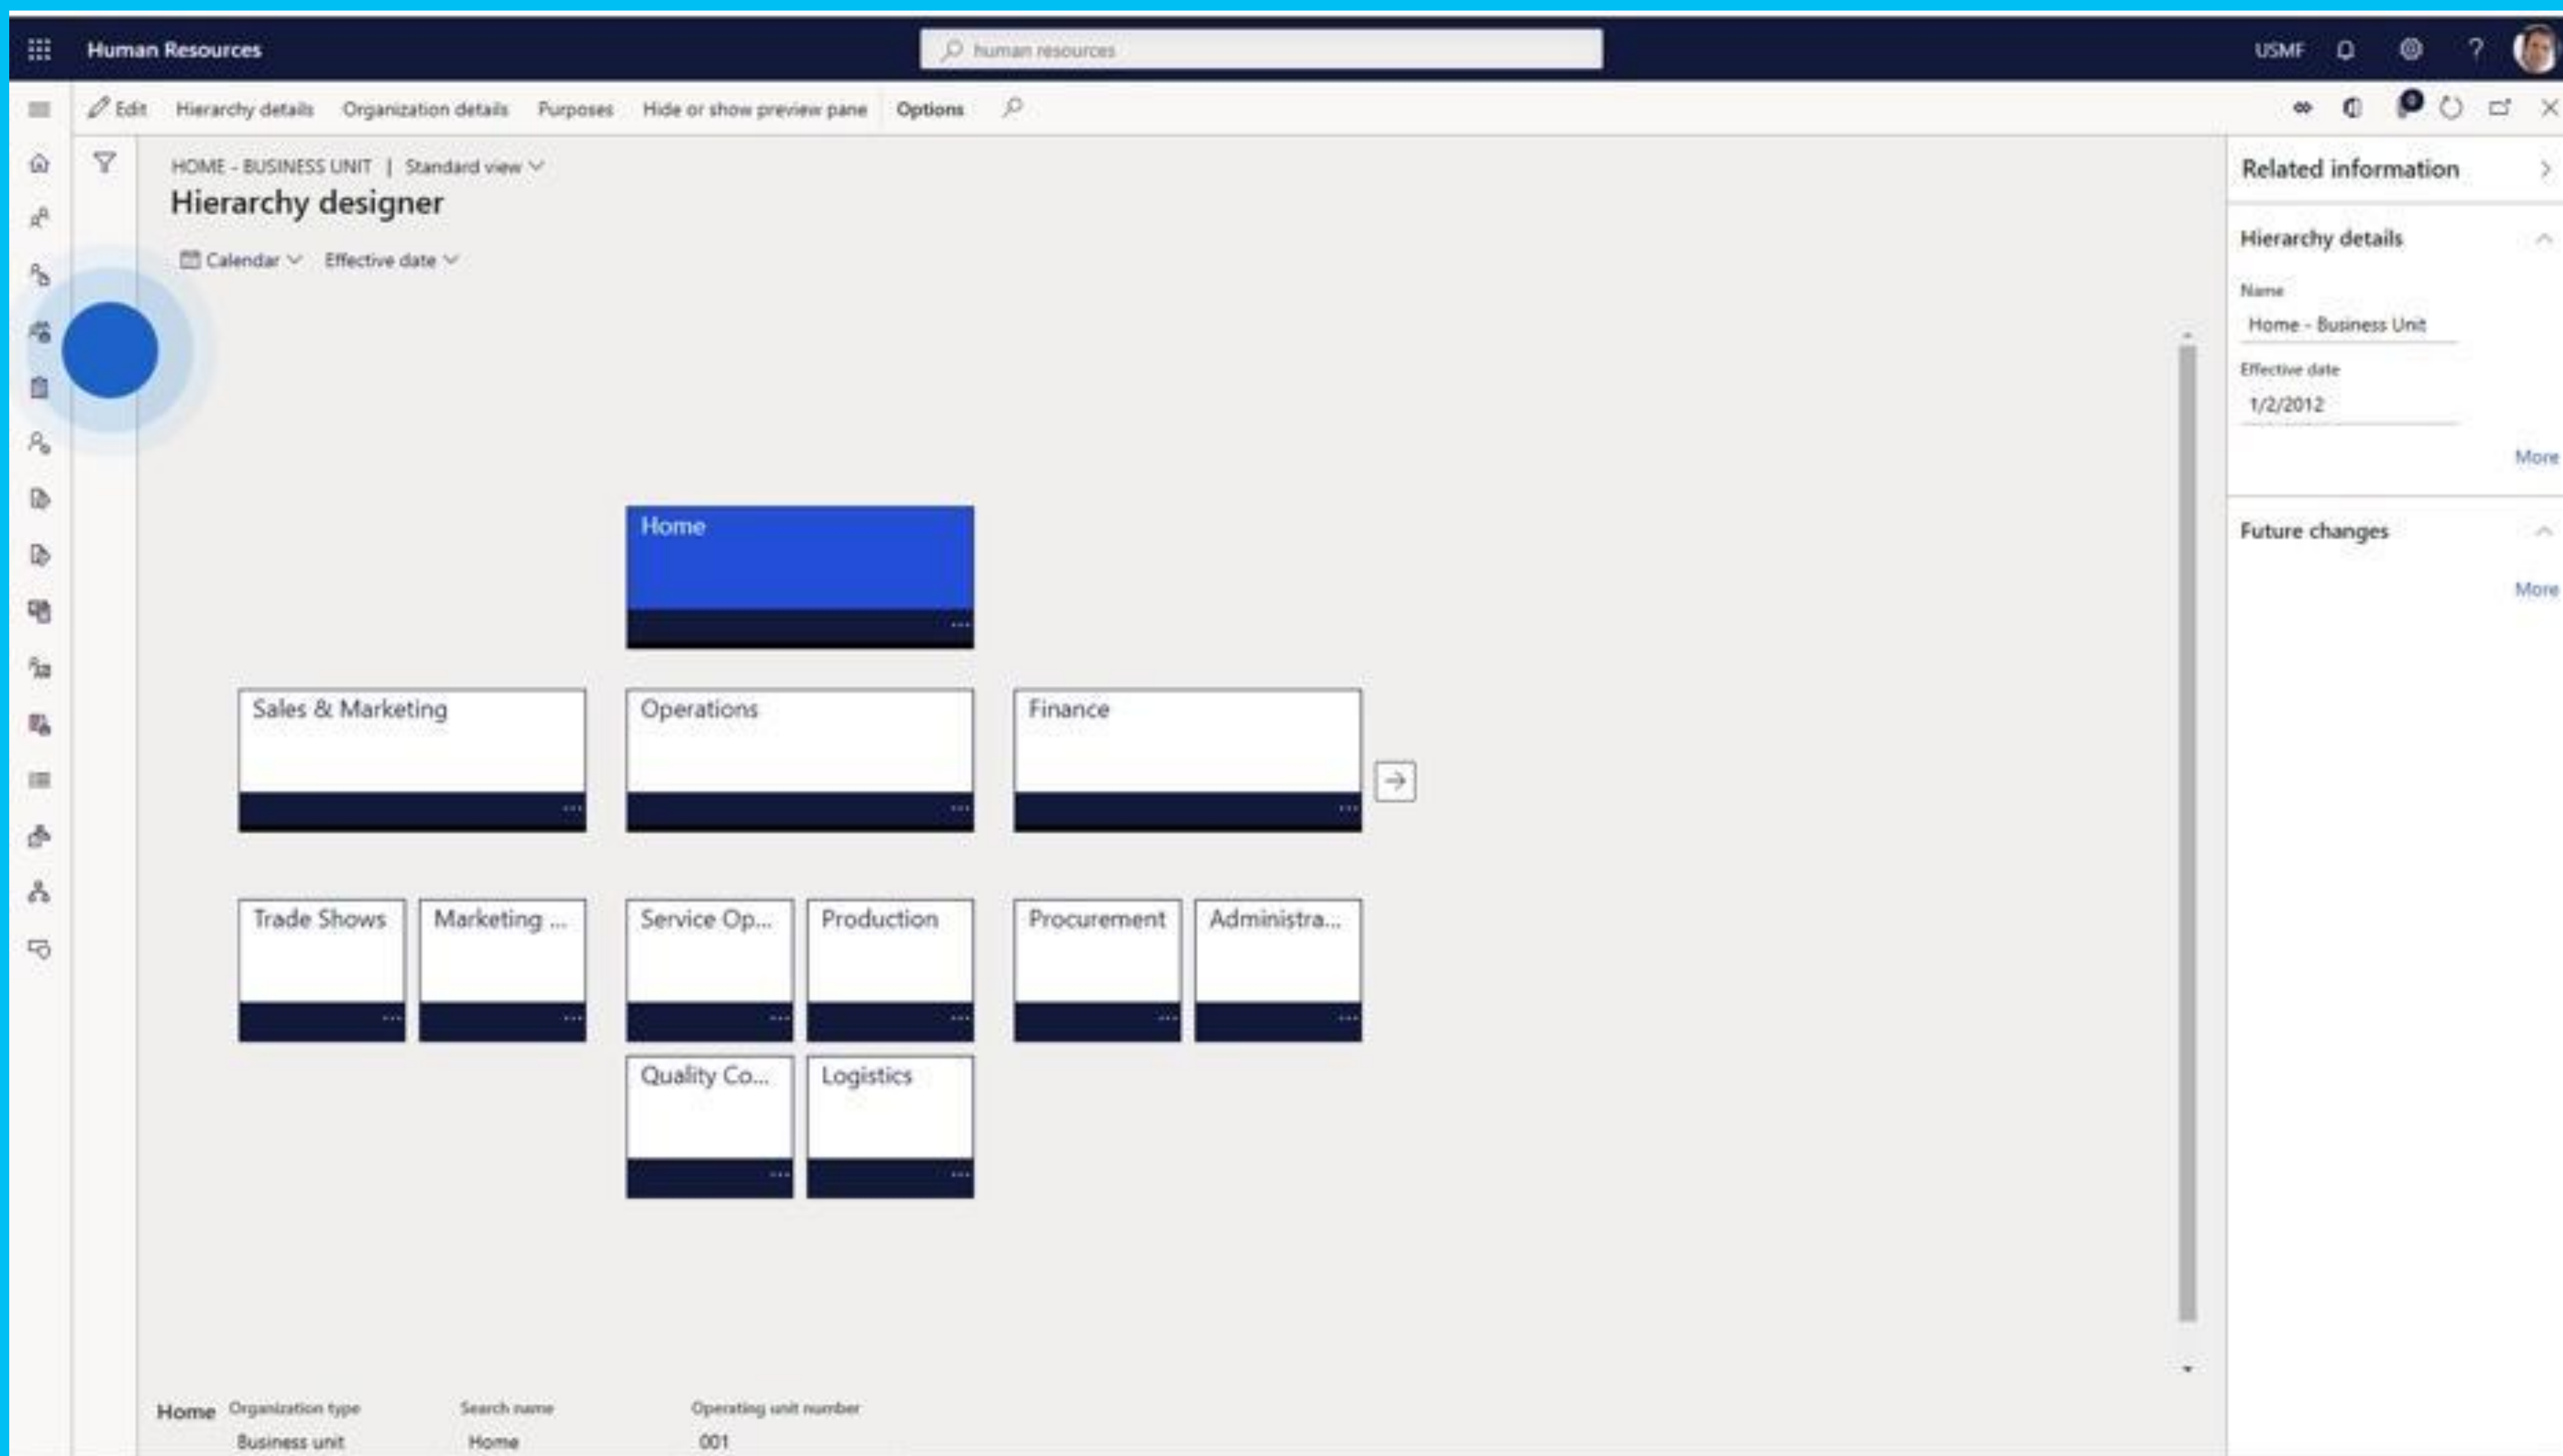 Human Resources
human resources
USMF
?
Edit Hierarchy details Organization details Purposes Hide or show preview pane Options
0
HOME - BUSINESS UNIT | Standard view
Hierarchy designer
Calendar Effective date
Home
...
Sales & Marketing
...
Operations
...
Finance
...
Trade Shows
...
Marketing ...
...
Service Op...
...
Production
...
Procurement
...
Administra...
...
Quality Co...
...
Logistics
...
Home
Organization type
Business unit
Search name
Home
Operating unit number
001
Related information
Hierarchy details
Name
Home - Business Unit
Effective date
1/2/2012
More
Future changes
More